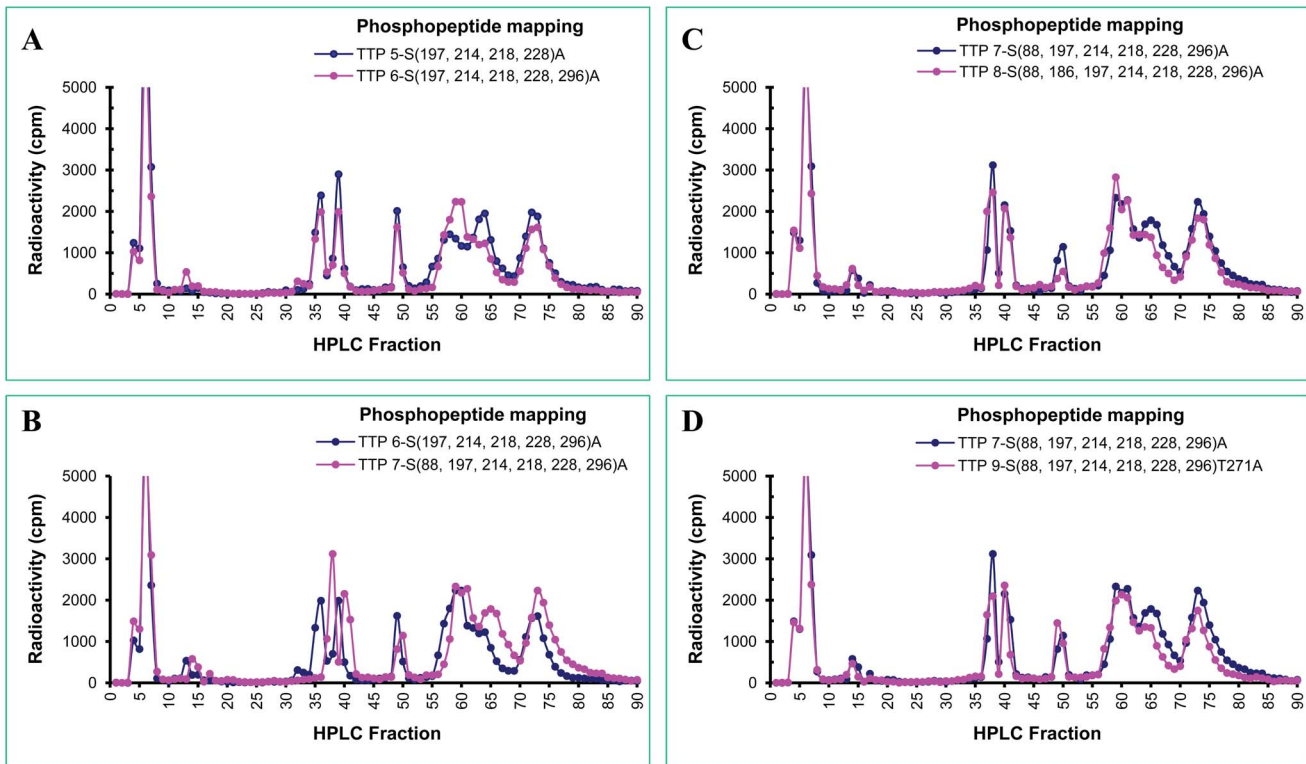 A
Phosphopeptide mapping
TTP 5-S(197, 214, 218, 228)A
TTP 6-S(197, 214, 218, 228, 296)A
Radioactivity (cpm)
5000
4000
3000
2000
1000
0
0 5 10 15 20 25 30 35 40 45 50 55 60 65 70 75 80 85 90
HPLC Fraction
B
Phosphopeptide mapping
TTP 6-S(197, 214, 218, 228, 296)A
TTP 7-S(88, 197, 214, 218, 228, 296)A
Radioactivity (cpm)
5000
4000
3000
2000
1000
0
0 5 10 15 20 25 30 35 40 45 50 55 60 65 70 75 80 85 90
HPLC Fraction
C
Phosphopeptide mapping
TTP 7-S(88, 197, 214, 218, 228, 296)A
TTP 8-S(88, 186, 197, 214, 218, 228, 296)A
Radioactivity (cpm)
5000
4000
3000
2000
1000
0
0 5 10 15 20 25 30 35 40 45 50 55 60 65 70 75 80 85 90
HPLC Fraction
D
Phosphopeptide mapping
TTP 7-S(88, 197, 214, 218, 228, 296)A
TTP 9-S(88, 197, 214, 218, 228, 296)T271A
Radioactivity (cpm)
5000
4000
3000
2000
1000
0
0 5 10 15 20 25 30 35 40 45 50 55 60 65 70 75 80 85 90
HPLC Fraction